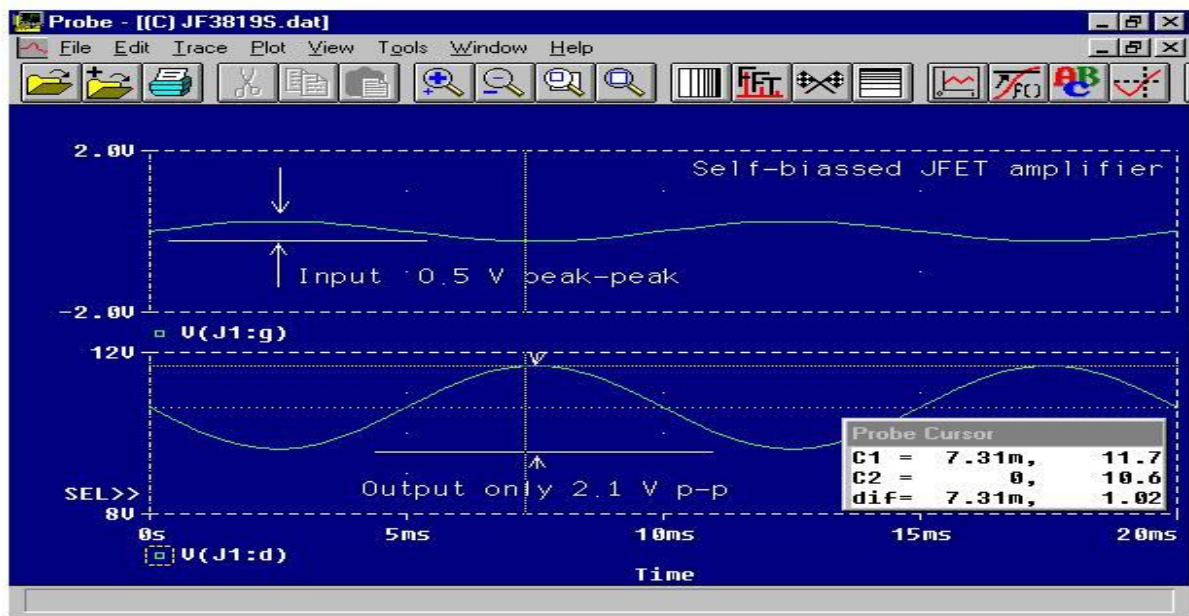 Probe - [(C) JF3819S.dat]
File Edit Trace Plot View Tools Window Help
FFT
f()
ABC
2.0V
Self-biassed JFET amplifier
Input 0.5 V peak-peak
-2.0V
V(J1:g)
12V
Probe Cursor
C1 = 7.31m, 11.7
C2 = 0, 10.6
dif= 7.31m, 1.02
Output only 2.1 V p-p
SEL>>
8V
0s 5ms 10ms 15ms 20ms
V(J1:d)
Time